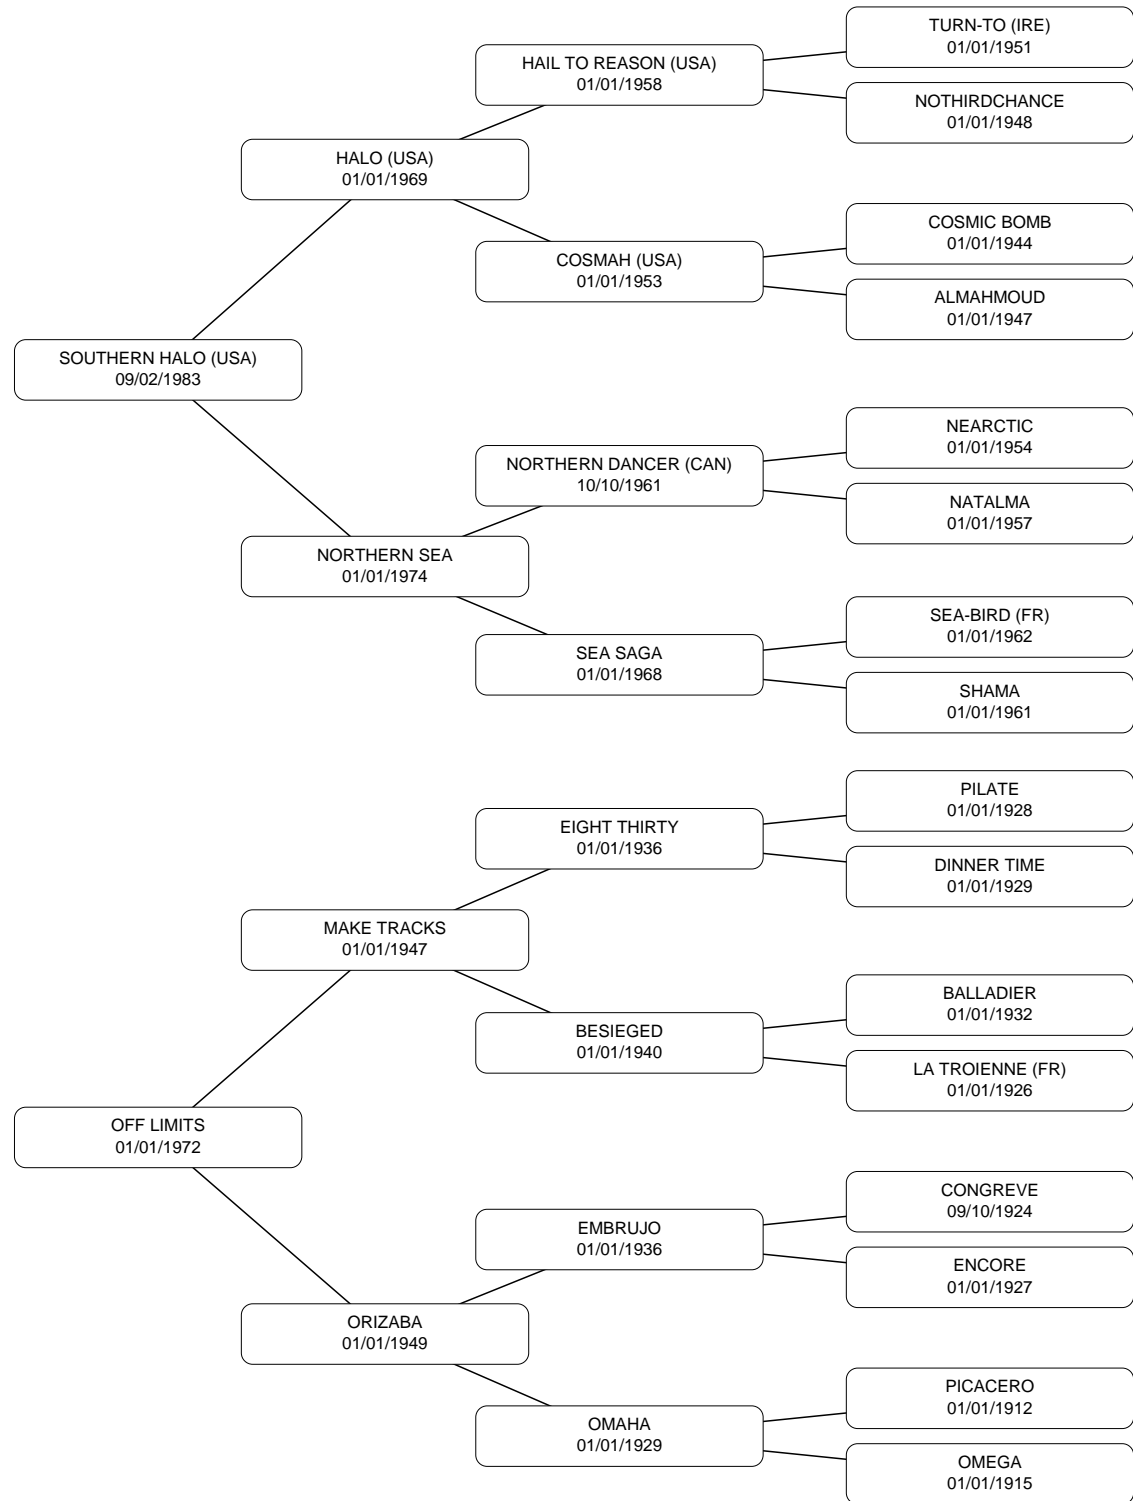 TURN-TO (IRE)
01/01/1951
HAIL TO REASON (USA)
01/01/1958
NOTHIRDCHANCE
01/01/1948
HALO (USA)
01/01/1969
COSMIC BOMB
01/01/1944
COSMAH (USA)
01/01/1953
ALMAHMOUD
01/01/1947
SOUTHERN HALO (USA)
09/02/1983
NEARCTIC
01/01/1954
NORTHERN DANCER (CAN)
10/10/1961
NATALMA
01/01/1957
NORTHERN SEA
01/01/1974
SEA-BIRD (FR)
01/01/1962
SEA SAGA
01/01/1968
SHAMA
01/01/1961
PILATE
01/01/1928
EIGHT THIRTY
01/01/1936
DINNER TIME
01/01/1929
MAKE TRACKS
01/01/1947
BALLADIER
01/01/1932
BESIEGED
01/01/1940
LA TROIENNE (FR)
01/01/1926
OFF LIMITS
01/01/1972
CONGREVE
09/10/1924
EMBRUJO
01/01/1936
ENCORE
01/01/1927
ORIZABA
01/01/1949
PICACERO
01/01/1912
OMAHA
01/01/1929
OMEGA
01/01/1915